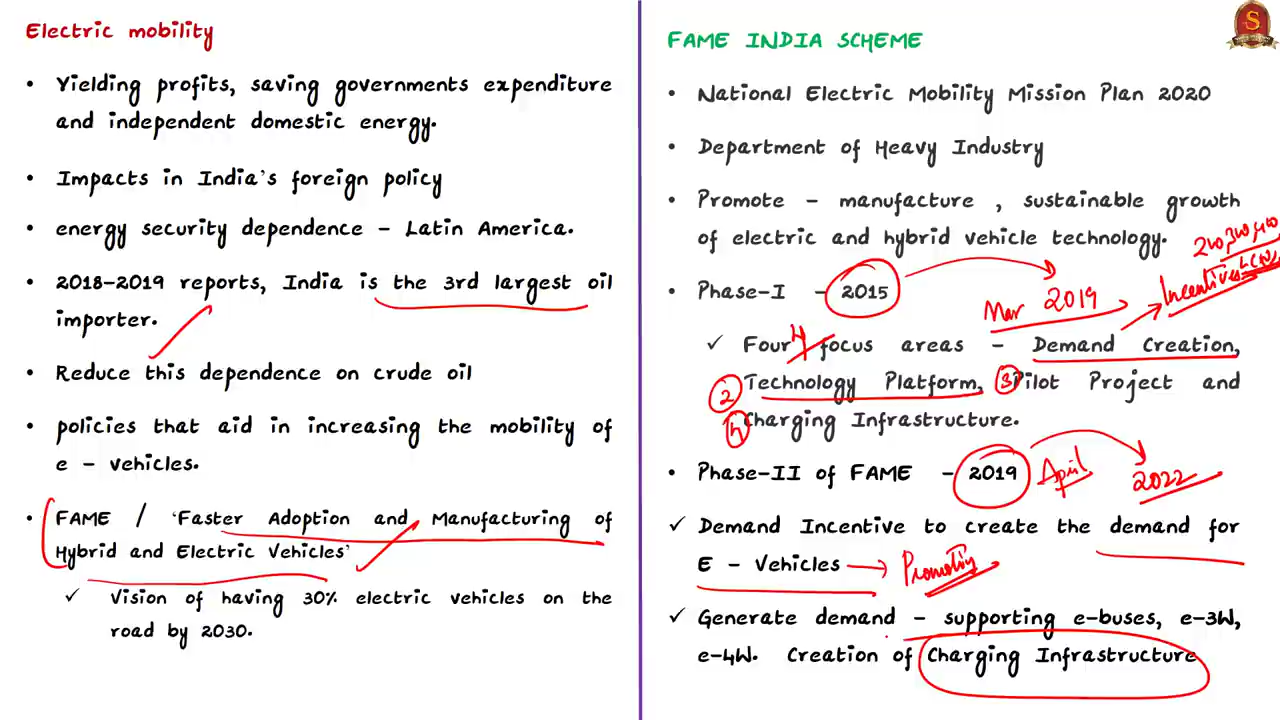 Electric mobility
• Yielding profits, saving governments expenditure
and independent domestic energy.
• Impacts in India's foreign policy
• energy security dependence – Latin America.
• 2018-2019 reports, India is the 3rd largest oil
importer.
• Reduce this dependence on crude oil
• policies that aid in increasing the mobility of
e – vehicles.
• FAME / 'Faster Adoption and Manufacturing of
Hybrid and Electric Vehicles'
✓ Vision of having 30% electric vehicles on the
road by 2030.
FAME INDIA SCHEME
• National Electric Mobility Mission Plan 2020
• Department of Heavy Industry
• Promote – manufacture , sustainable growth
of electric and hybrid vehicle technology.
Incentives
• Phase-I – 2015
Mar 2019
4
✓ Four focus areas – Demand Creation,
2 Technology Platform, 3 Pilot Project and
4 Charging Infrastructure.
• Phase-II of FAME – 2019 April 2022
✓ Demand Incentive to create the demand for
E – Vehicles → Promoting
✓ Generate demand – supporting e-buses, e-3W,
e-4W. Creation of Charging Infrastructure
S